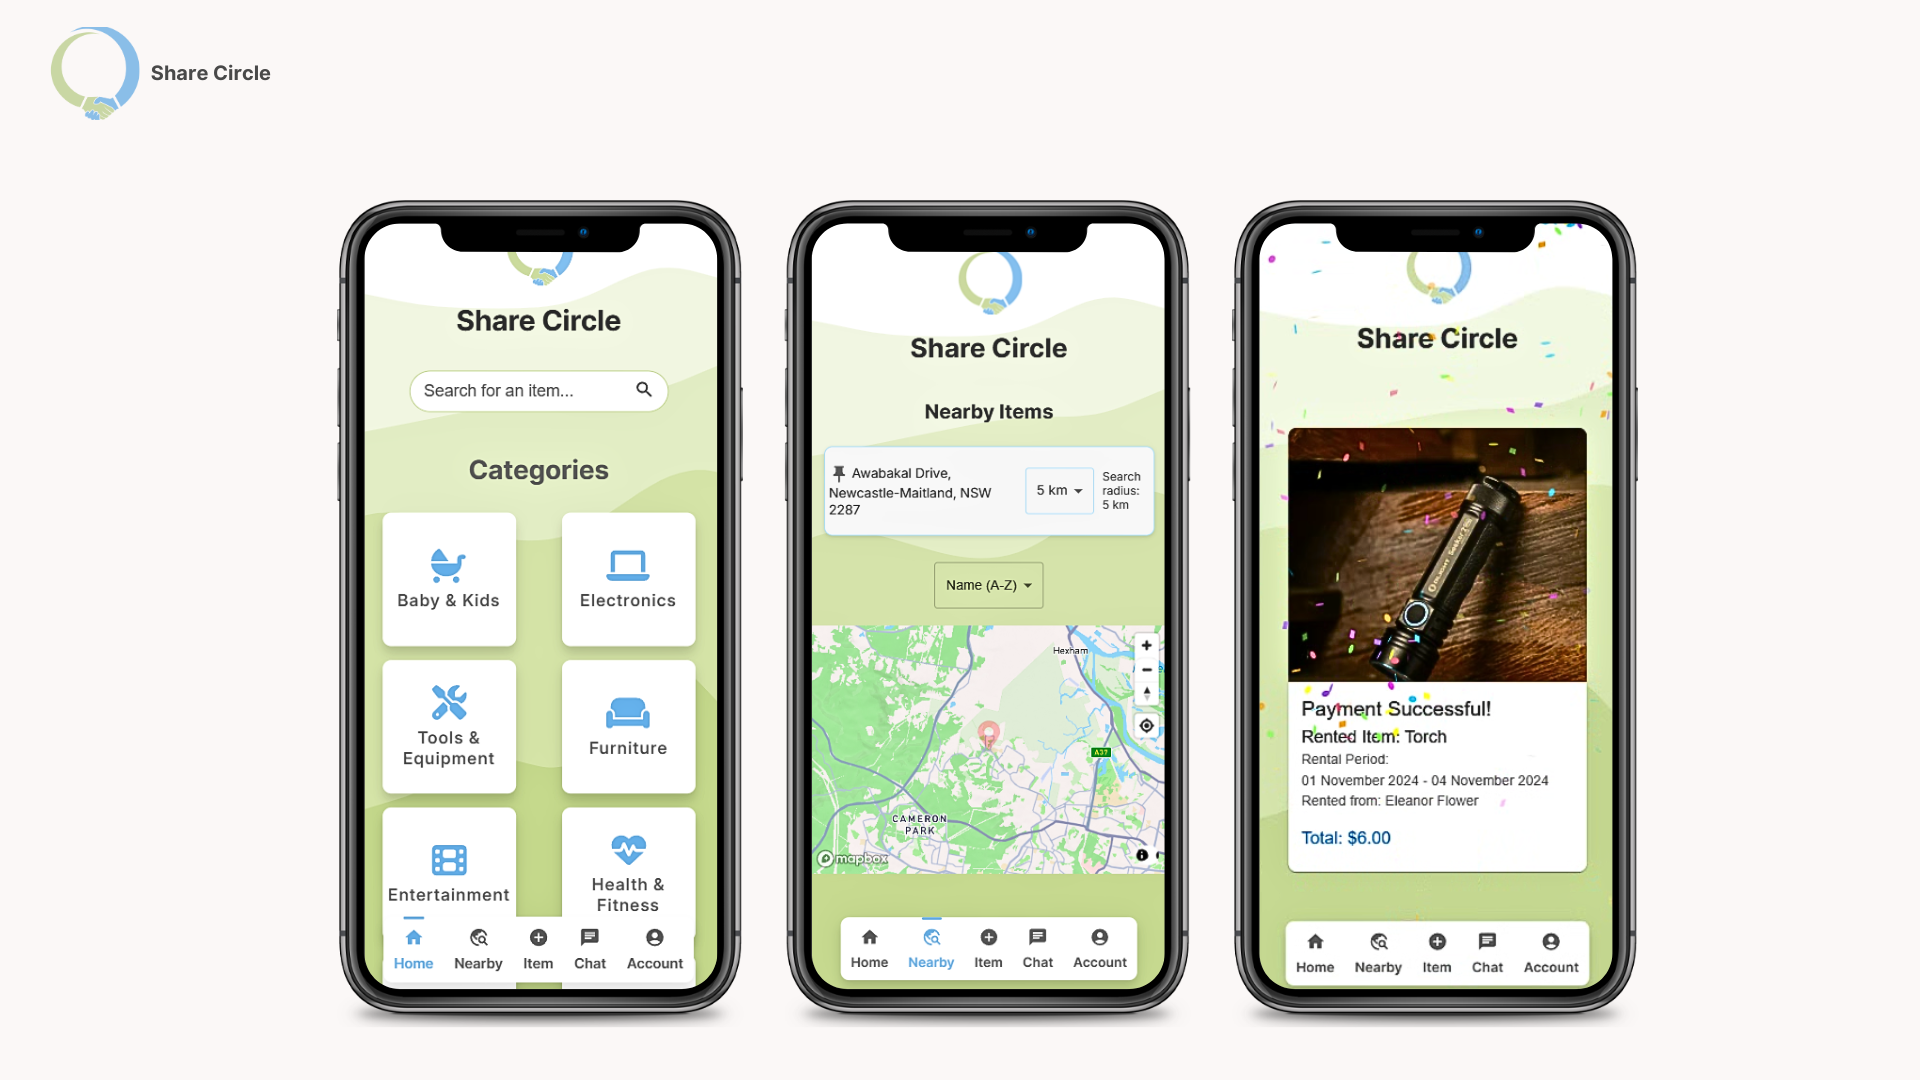 Share Circle
Share Circle
Search for an item...
Categories
Baby & Kids
Electronics
Tools &
Equipment
Furniture
Entertainment
Health &
Fitness
Home
Nearby
Item
Chat
Account
Share Circle
Nearby Items
Awabakal Drive,
Newcastle-Maitland, NSW
2287
5 km
Search
radius:
5 km
Name (A-Z)
Hexham
A37
CAMERON
PARK
mapbox
Home
Nearby
Item
Chat
Account
Share Circle
OLIGHT
Payment Successful!
Rented Item: Torch
Rental Period:
01 November 2024 - 04 November 2024
Rented from: Eleanor Flower
Total: $6.00
Home
Nearby
Item
Chat
Account